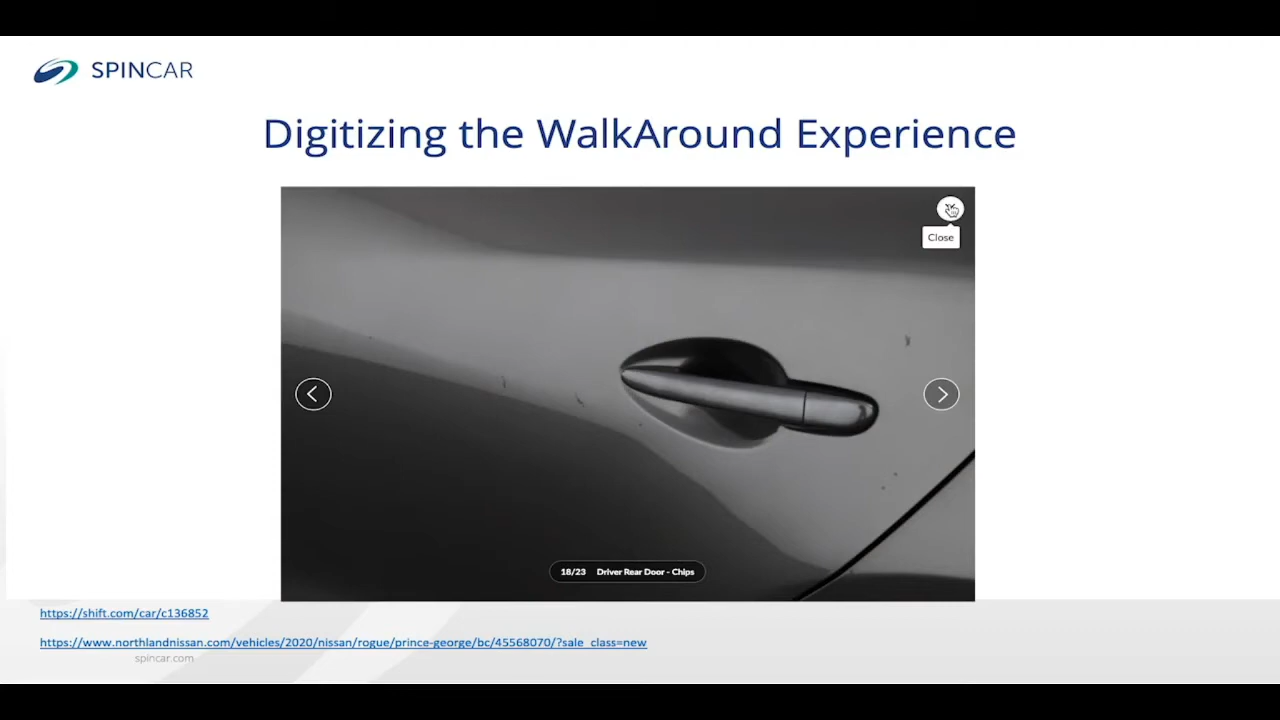 SPINCAR
Digitizing the WalkAround Experience
Close
18/23 Driver Rear Door - Chips
https://shift.com/car/c136852
https://www.northlandnissan.com/vehicles/2020/nissan/rogue/prince-george/bc/45568070/?sale_class=new
spincar.com